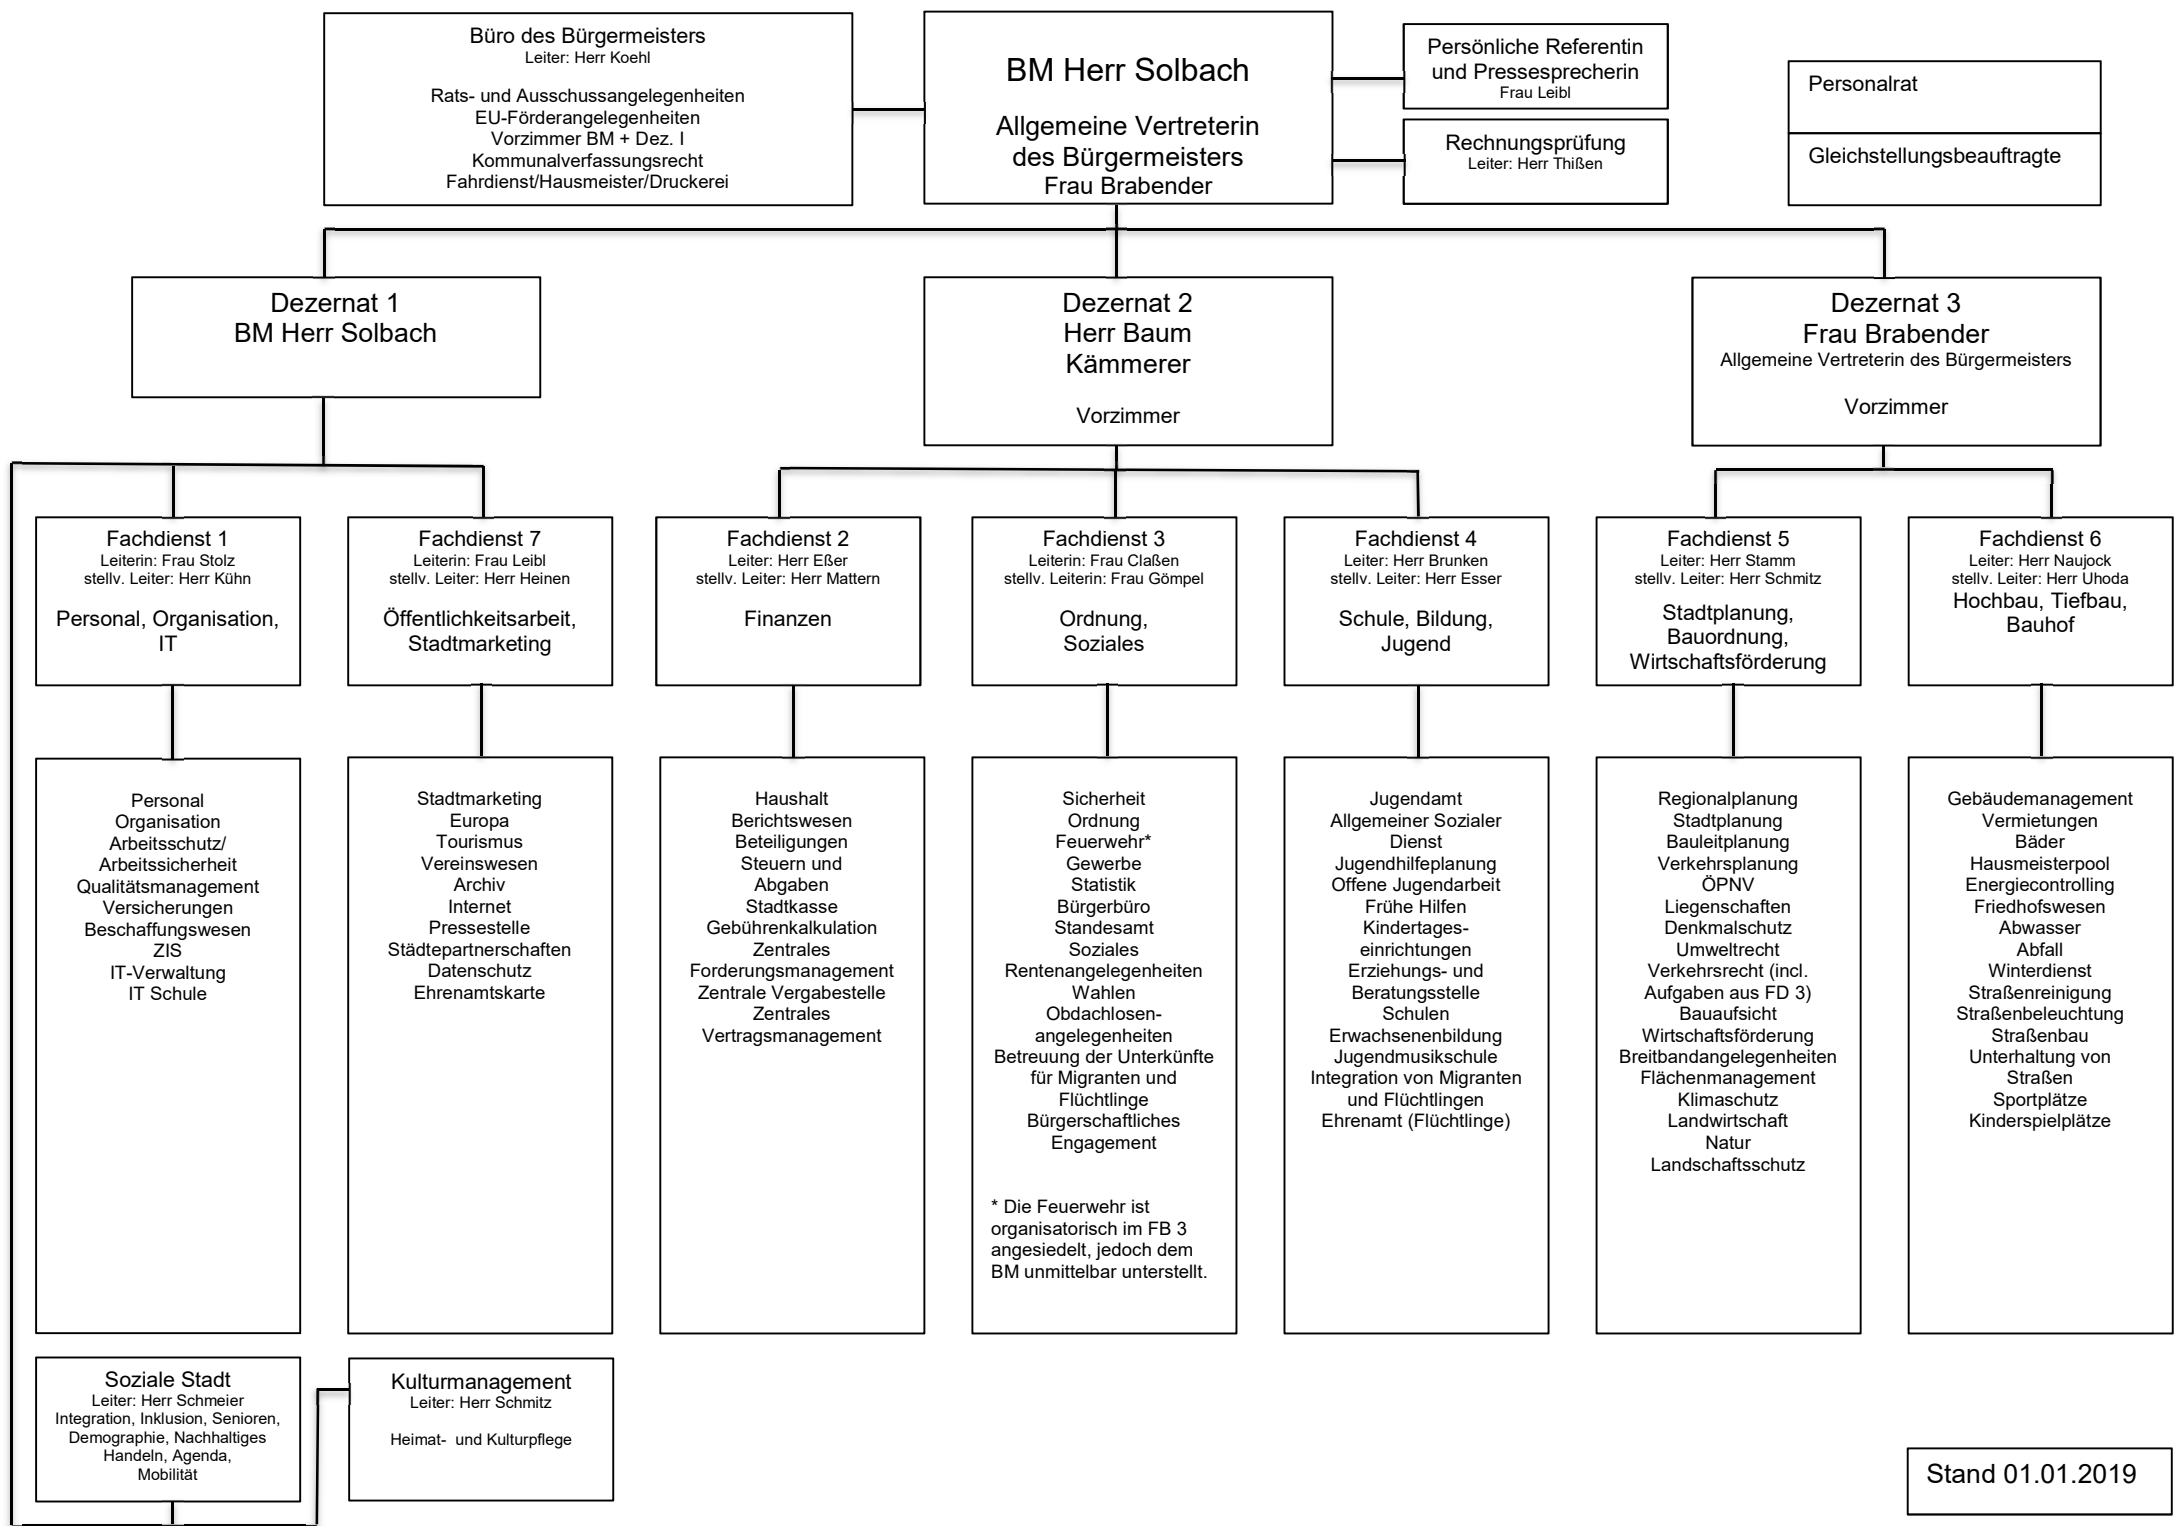 Büro des Bürgermeisters
Leiter: Herr Koehl
Rats- und Ausschussangelegenheiten
EU-Förderangelegenheiten
Vorzimmer BM + Dez. I
Kommunalverfassungsrecht
Fahrdienst/Hausmeister/Druckerei
BM Herr Solbach
Allgemeine Vertreterin
des Bürgermeisters
Frau Brabender
Persönliche Referentin
und Pressesprecherin
Frau Leibl
Rechnungsprüfung
Leiter: Herr Thißen
Personalrat
Gleichstellungsbeauftragte
Dezernat 1
BM Herr Solbach
Dezernat 2
Herr Baum
Kämmerer
Vorzimmer
Dezernat 3
Frau Brabender
Allgemeine Vertreterin des Bürgermeisters
Vorzimmer
Fachdienst 1
Leiterin: Frau Stolz
stellv. Leiter: Herr Kühn
Personal, Organisation,
IT
Fachdienst 7
Leiterin: Frau Leibl
stellv. Leiter: Herr Heinen
Öffentlichkeitsarbeit,
Stadtmarketing
Fachdienst 2
Leiter: Herr Eßer
stellv. Leiter: Herr Mattern
Finanzen
Fachdienst 3
Leiterin: Frau Claßen
stellv. Leiterin: Frau Gömpel
Ordnung,
Soziales
Fachdienst 4
Leiter: Herr Brunken
stellv. Leiter: Herr Esser
Schule, Bildung,
Jugend
Fachdienst 5
Leiter: Herr Stamm
stellv. Leiter: Herr Schmitz
Stadtplanung,
Bauordnung,
Wirtschaftsförderung
Fachdienst 6
Leiter: Herr Naujock
stellv. Leiter: Herr Uhoda
Hochbau, Tiefbau,
Bauhof
Personal
Organisation
Arbeitsschutz/
Arbeitssicherheit
Qualitätsmanagement
Versicherungen
Beschaffungswesen
ZIS
IT-Verwaltung
IT Schule
Stadtmarketing
Europa
Tourismus
Vereinswesen
Archiv
Internet
Pressestelle
Städtepartnerschaften
Datenschutz
Ehrenamtskarte
Haushalt
Berichtswesen
Beteiligungen
Steuern und
Abgaben
Stadtkasse
Gebührenkalkulation
Zentrales
Forderungsmanagement
Zentrale Vergabestelle
Zentrales
Vertragsmanagement
Sicherheit
Ordnung
Feuerwehr*
Gewerbe
Statistik
Bürgerbüro
Standesamt
Soziales
Rentenangelegenheiten
Wahlen
Obdachlosen-
angelegenheiten
Betreuung der Unterkünfte
für Migranten und
Flüchtlinge
Bürgerschaftliches
Engagement
* Die Feuerwehr ist
organisatorisch im FB 3
angesiedelt, jedoch dem
BM unmittelbar unterstellt.
Jugendamt
Allgemeiner Sozialer
Dienst
Jugendhilfeplanung
Offene Jugendarbeit
Frühe Hilfen
Kindertages-
einrichtungen
Erziehungs- und
Beratungsstelle
Schulen
Erwachsenenbildung
Jugendmusikschule
Integration von Migranten
und Flüchtlingen
Ehrenamt (Flüchtlinge)
Regionalplanung
Stadtplanung
Bauleitplanung
Verkehrsplanung
ÖPNV
Liegenschaften
Denkmalschutz
Umweltrecht
Verkehrsrecht (incl.
Aufgaben aus FD 3)
Bauaufsicht
Wirtschaftsförderung
Breitbandangelegenheiten
Flächenmanagement
Klimaschutz
Landwirtschaft
Natur
Landschaftsschutz
Gebäudemanagement
Vermietungen
Bäder
Hausmeisterpool
Energiecontrolling
Friedhofswesen
Abwasser
Abfall
Winterdienst
Straßenreinigung
Straßenbeleuchtung
Straßenbau
Unterhaltung von
Straßen
Sportplätze
Kinderspielplätze
Soziale Stadt
Leiter: Herr Schmeier
Integration, Inklusion, Senioren,
Demographie, Nachhaltiges
Handeln, Agenda,
Mobilität
Kulturmanagement
Leiter: Herr Schmitz
Heimat- und Kulturpflege
Stand 01.01.2019